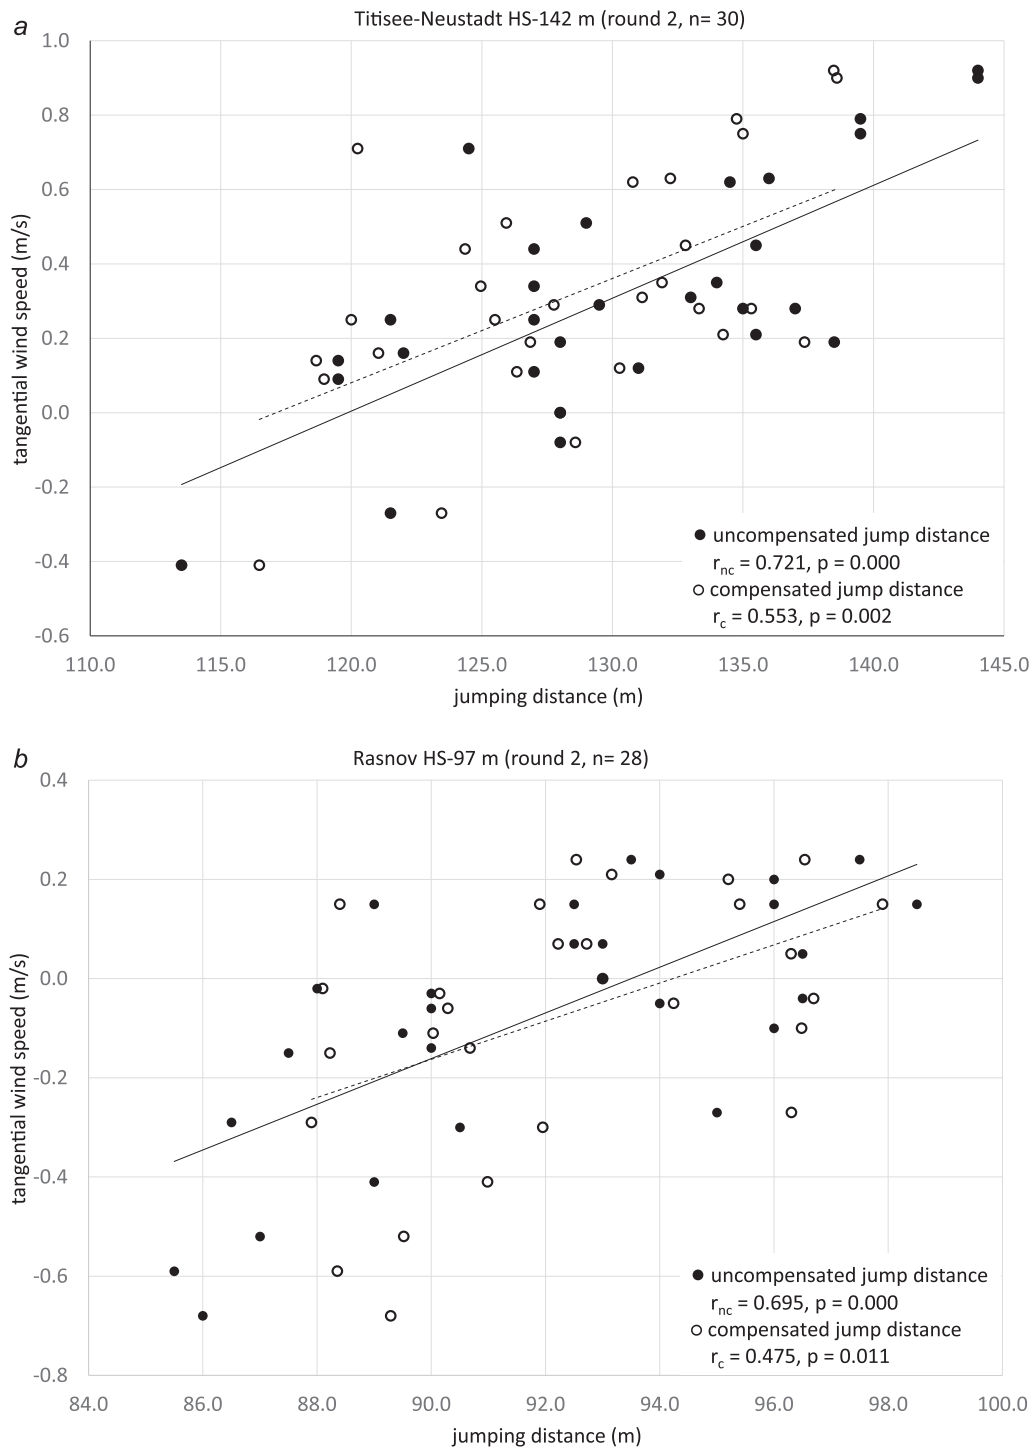 a
Titisee-Neustadt HS-142 m (round 2, n= 30)
1.0
0.8
0.6
0.4
0.2
0.0
-0.2
-0.4
-0.6
tangential wind speed (m/s)
uncompensated jump distance
rnc = 0.721, p = 0.000
compensated jump distance
rc = 0.553, p = 0.002
110.0 115.0 120.0 125.0 130.0 135.0 140.0 145.0
jumping distance (m)
b
Rasnov HS-97 m (round 2, n= 28)
0.4
0.2
0.0
-0.2
-0.4
-0.6
-0.8
tangential wind speed (m/s)
uncompensated jump distance
rnc = 0.695, p = 0.000
compensated jump distance
rc = 0.475, p = 0.011
84.0 86.0 88.0 90.0 92.0 94.0 96.0 98.0 100.0
jumping distance (m)